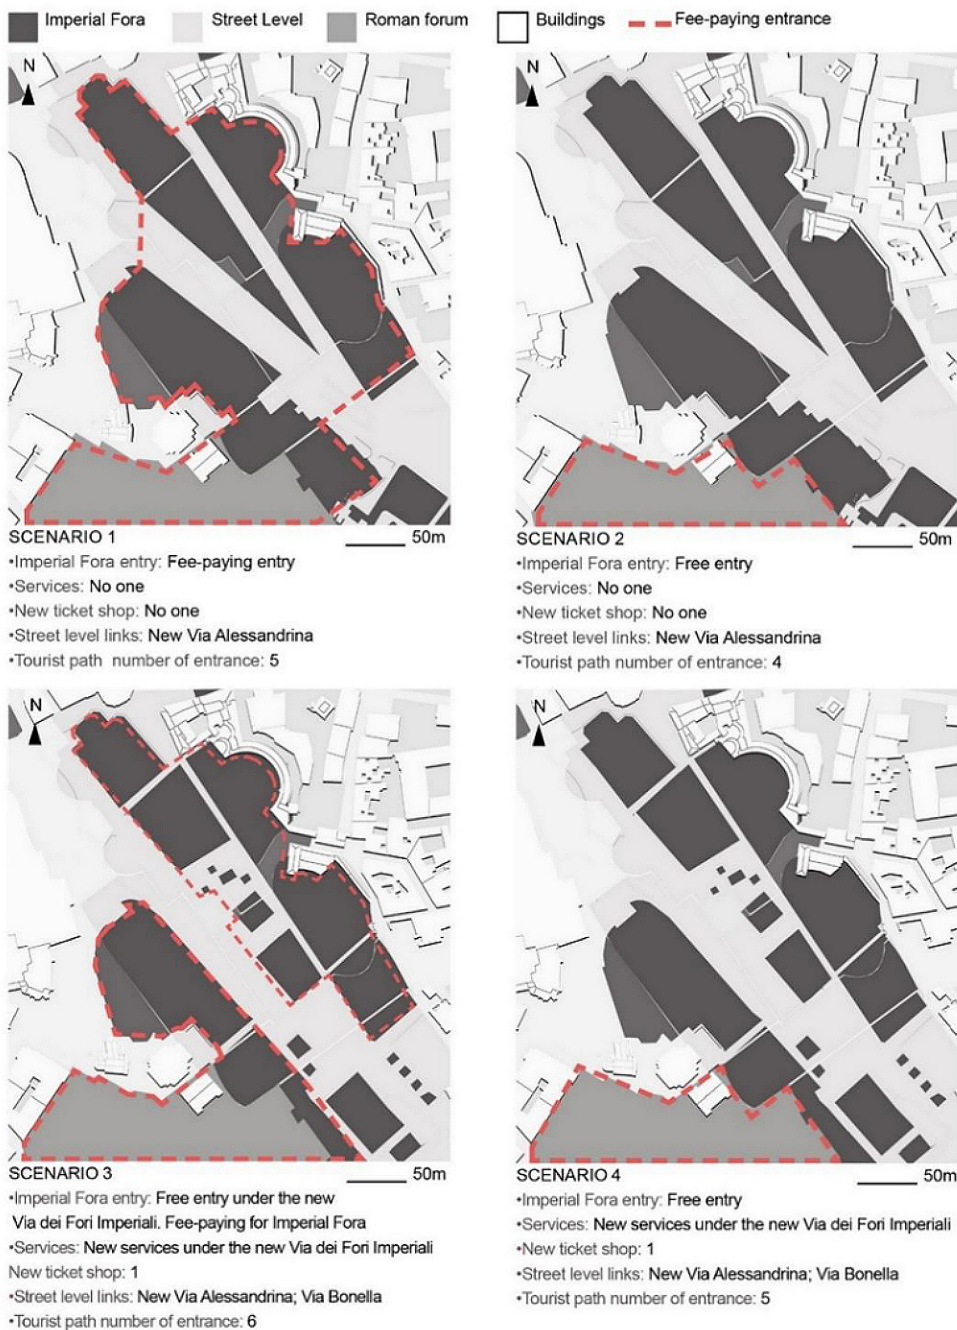 Imperial Fora Street Level Roman forum Buildings Fee-paying entrance
N
N
50m
50m
SCENARIO 1
•Imperial Fora entry: Fee-paying entry
•Services: No one
•New ticket shop: No one
•Street level links: New Via Alessandrina
•Tourist path number of entrance: 5
SCENARIO 2
•Imperial Fora entry: Free entry
•Services: No one
•New ticket shop: No one
•Street level links: New Via Alessandrina
•Tourist path number of entrance: 4
N
N
50m
50m
SCENARIO 3
•Imperial Fora entry: Free entry under the new
Via dei Fori Imperiali. Fee-paying for Imperial Fora
•Services: New services under the new Via dei Fori Imperiali
New ticket shop: 1
•Street level links: New Via Alessandrina; Via Bonella
•Tourist path number of entrance: 6
SCENARIO 4
•Imperial Fora entry: Free entry
•Services: New services under the new Via dei Fori Imperiali
•New ticket shop: 1
•Street level links: New Via Alessandrina; Via Bonella
•Tourist path number of entrance: 5